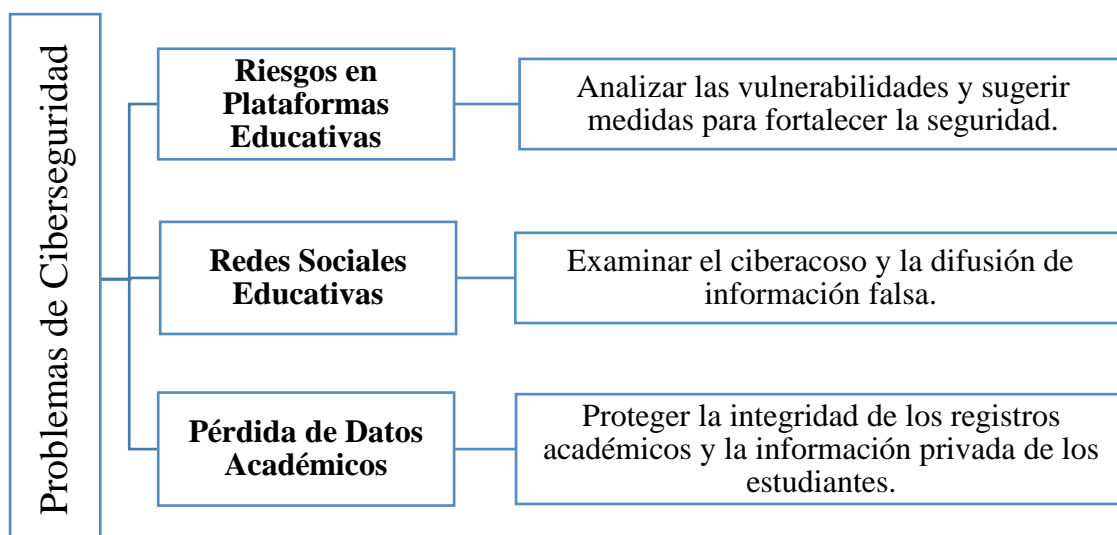 Problemas de Ciberseguridad
Riesgos en
Plataformas
Educativas
Analizar las vulnerabilidades y sugerir
medidas para fortalecer la seguridad.
Redes Sociales
Educativas
Examinar el ciberacoso y la difusión de
información falsa.
Pérdida de Datos
Académicos
Proteger la integridad de los registros
académicos y la información privada de los
estudiantes.